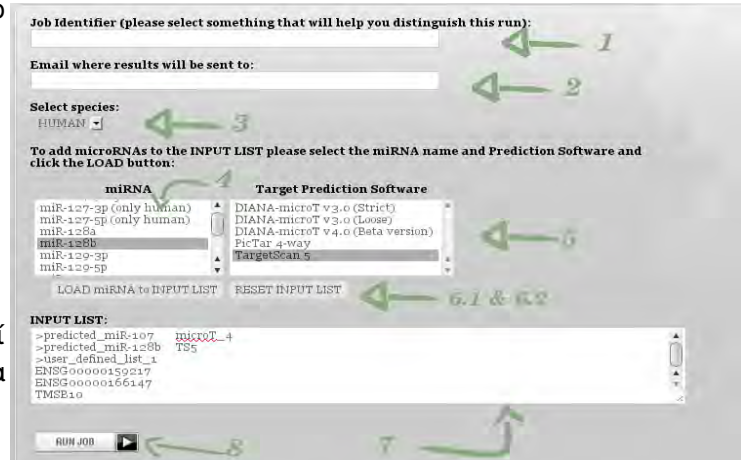 Job Identifier (please select something that will help you distinguish this run):
1
Email where results will be sent to:
2
Select species:
HUMAN
3
To add microRNAs to the INPUT LIST please select the miRNA name and Prediction Software and
click the LOAD button:
miRNA
4
Target Prediction Software
miR-127-3p (only human)
miR-127-5p (only human)
miR-128a
miR-128b
miR-129-3p
miR-129-5p
DIANA-microT v3.0 (Strict)
DIANA-microT v3.0 (Loose)
DIANA-microT v4.0 (Beta version)
PicTar 4-way
TargetScan 5
5
LOAD miRNA to INPUT LIST
RESET INPUT LIST
6.1 & 6.2
INPUT LIST:
>predicted_miR-107 microT_4
>predicted_miR-128b TS5
>user_defined_list_1
ENSG00000159217
ENSG00000166147
TMSB10
RUN JOB
8
7